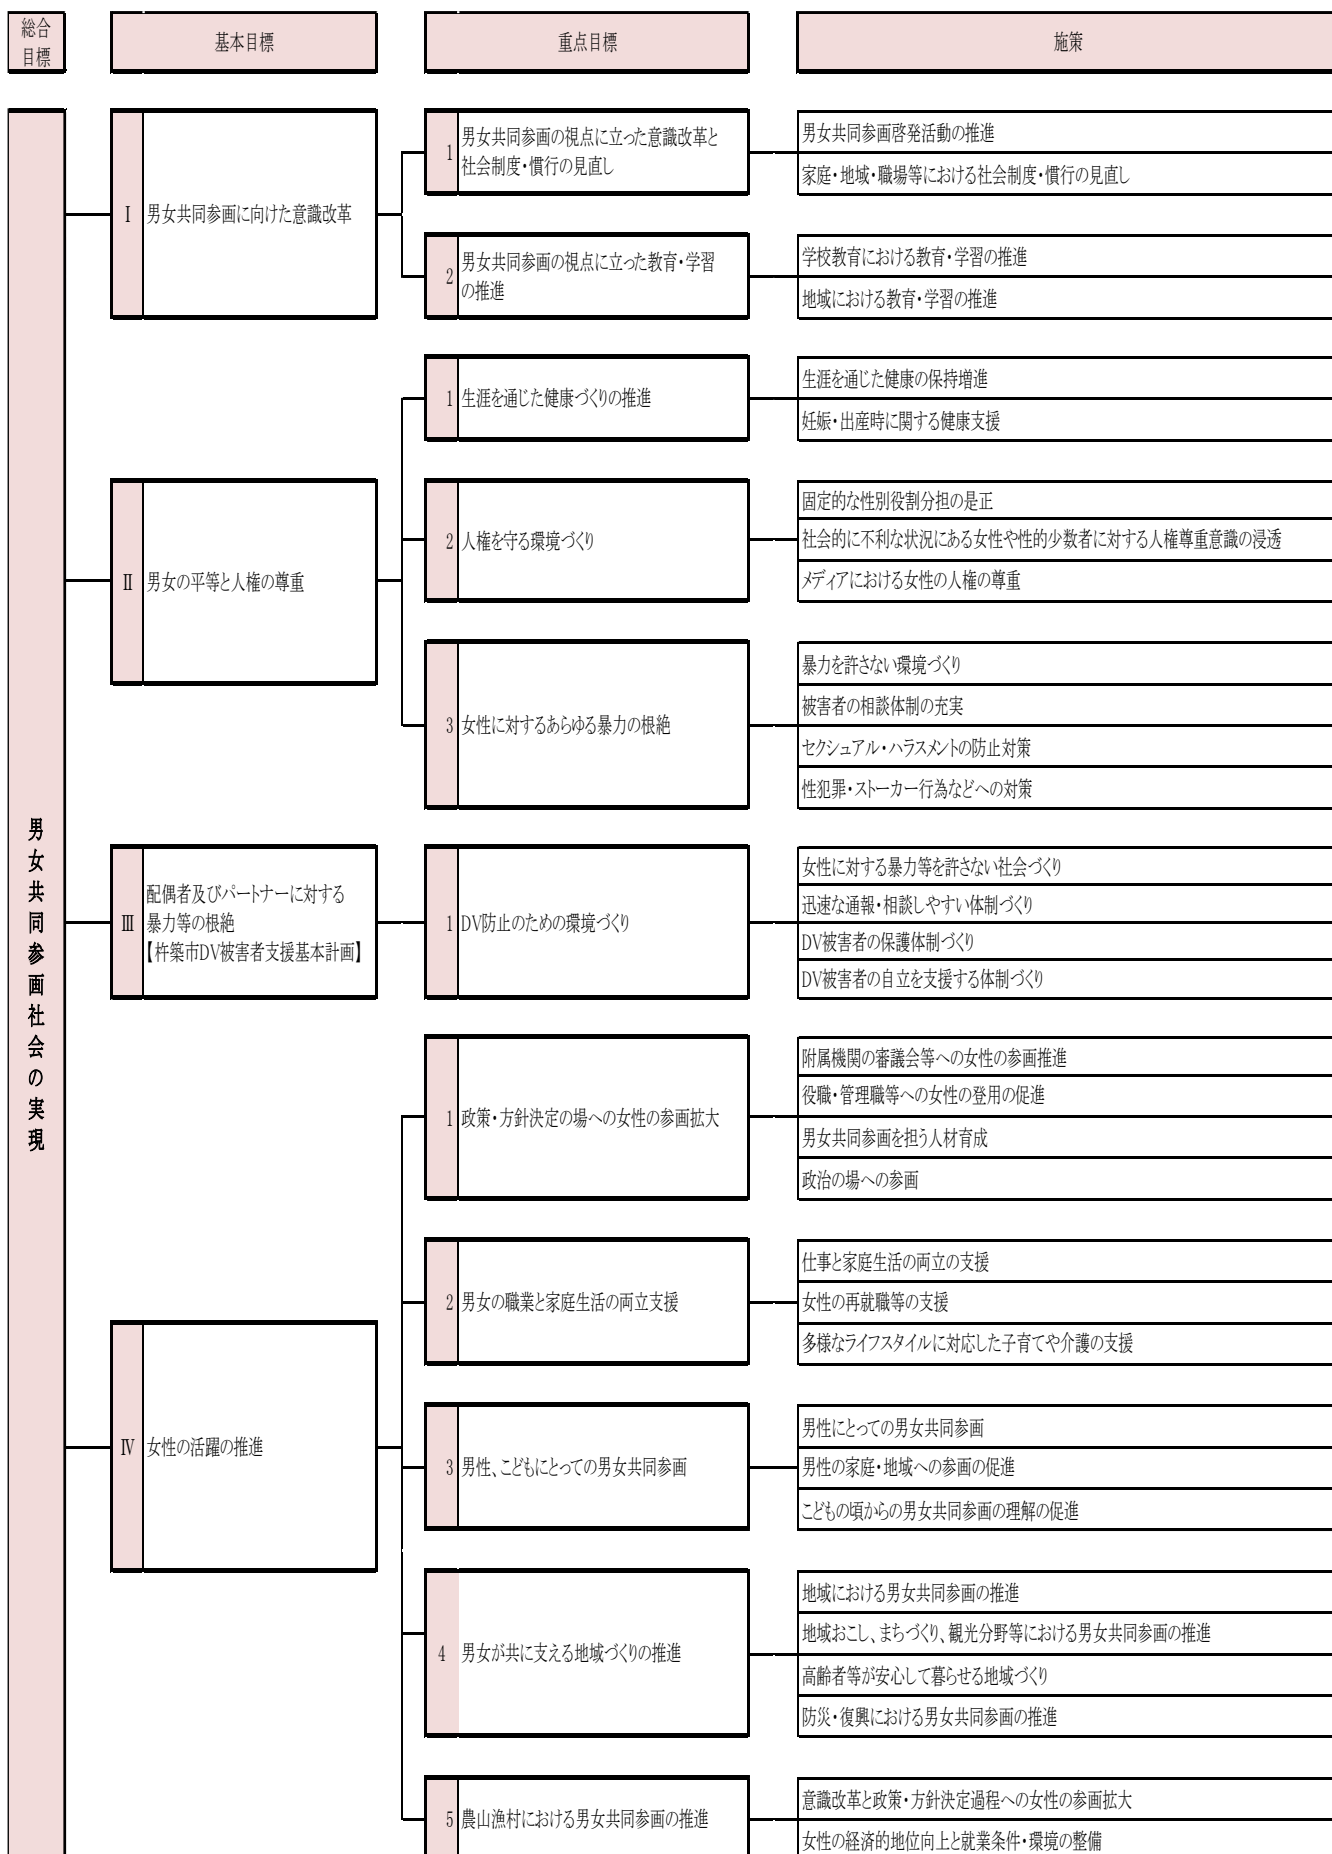 総合
目標
基本目標
重点目標
施策
男女共同参画社会の実現
Ⅰ
男女共同参画に向けた意識改革
1
男女共同参画の視点に立った意識改革と
社会制度・慣行の見直し
男女共同参画啓発活動の推進
家庭・地域・職場等における社会制度・慣行の見直し
2
男女共同参画の視点に立った教育・学習
の推進
学校教育における教育・学習の推進
地域における教育・学習の推進
Ⅱ
男女の平等と人権の尊重
1
生涯を通じた健康づくりの推進
生涯を通じた健康の保持増進
妊娠・出産時に関する健康支援
2
人権を守る環境づくり
固定的な性別役割分担の是正
社会的に不利な状況にある女性や性的少数者に対する人権尊重意識の浸透
メディアにおける女性の人権の尊重
3
女性に対するあらゆる暴力の根絶
暴力を許さない環境づくり
被害者の相談体制の充実
セクシュアル・ハラスメントの防止対策
性犯罪・ストーカー行為などへの対策
Ⅲ
配偶者及びパートナーに対する
暴力等の根絶
【杵築市DV被害者支援基本計画】
1
DV防止のための環境づくり
女性に対する暴力等を許さない社会づくり
迅速な通報・相談しやすい体制づくり
DV被害者の保護体制づくり
DV被害者の自立を支援する体制づくり
Ⅳ
女性の活躍の推進
1
政策・方針決定の場への女性の参画拡大
附属機関の審議会等への女性の参画推進
役職・管理職等への女性の登用の促進
男女共同参画を担う人材育成
政治の場への参画
2
男女の職業と家庭生活の両立支援
仕事と家庭生活の両立の支援
女性の再就職等の支援
多様なライフスタイルに対応した子育てや介護の支援
3
男性、こどもにとっての男女共同参画
男性にとっての男女共同参画
男性の家庭・地域への参画の促進
こどもの頃からの男女共同参画の理解の促進
4
男女が共に支える地域づくりの推進
地域における男女共同参画の推進
地域おこし、まちづくり、観光分野等における男女共同参画の推進
高齢者等が安心して暮らせる地域づくり
防災・復興における男女共同参画の推進
5
農山漁村における男女共同参画の推進
意識改革と政策・方針決定過程への女性の参画拡大
女性の経済的地位向上と就業条件・環境の整備